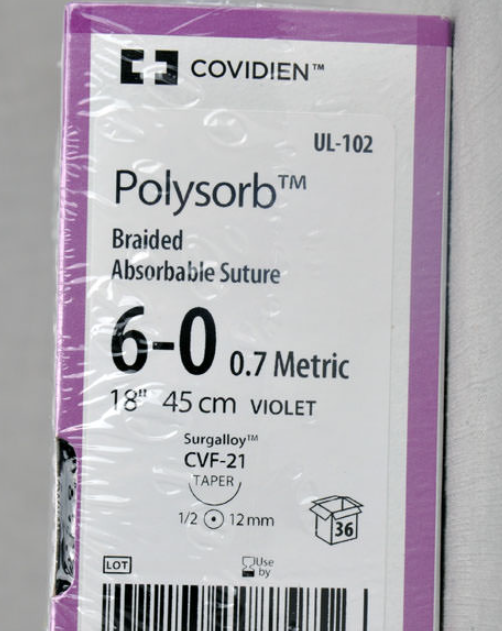 COVIDIEN™
UL-102
Polysorb™
Braided
Absorbable Suture
6-0 0.7 Metric
18" 45 cm VIOLET
Surgalloy™
CVF-21
TAPER
1/2 12 mm
36
LOT
Use
by